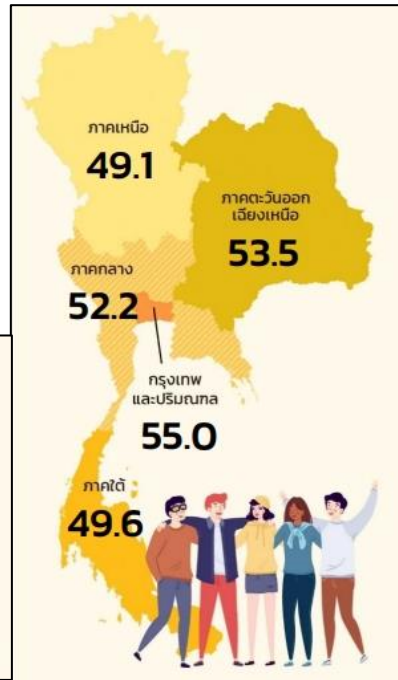 ภาคเหนือ
49.1
ภาคตะวันออก
เฉียงเหนือ
53.5
ภาคกลาง
52.2
กรุงเทพ
และปริมณฑล
55.0
ภาคใต้
49.6